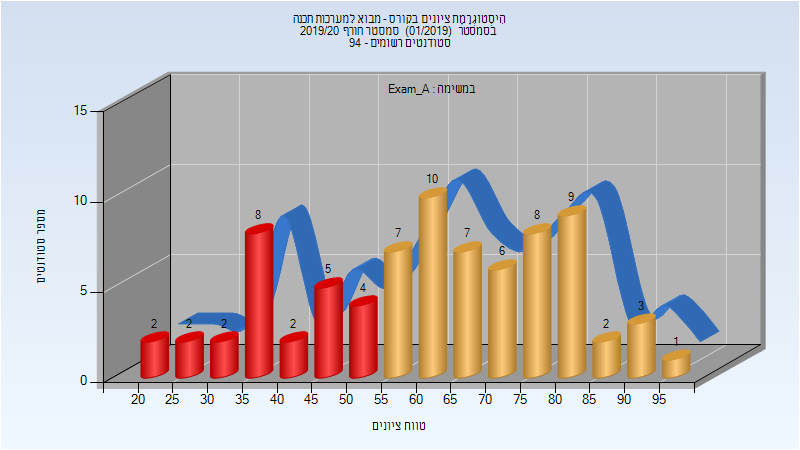 היסטוגרמת ציונים בקורס - מבוא למערכות תכנה
בסמסטר (01/2019) סמסטר חורף 2019/20
סטודנטים רשומים - 94
במשימה : Exam_A
15
10
5
0
מספר סטודנטים
2 2 2 8 2 5 4 7 10 7 6 8 9 2 3 1
20 25 30 35 40 45 50 55 60 65 70 75 80 85 90 95
טווח ציונים